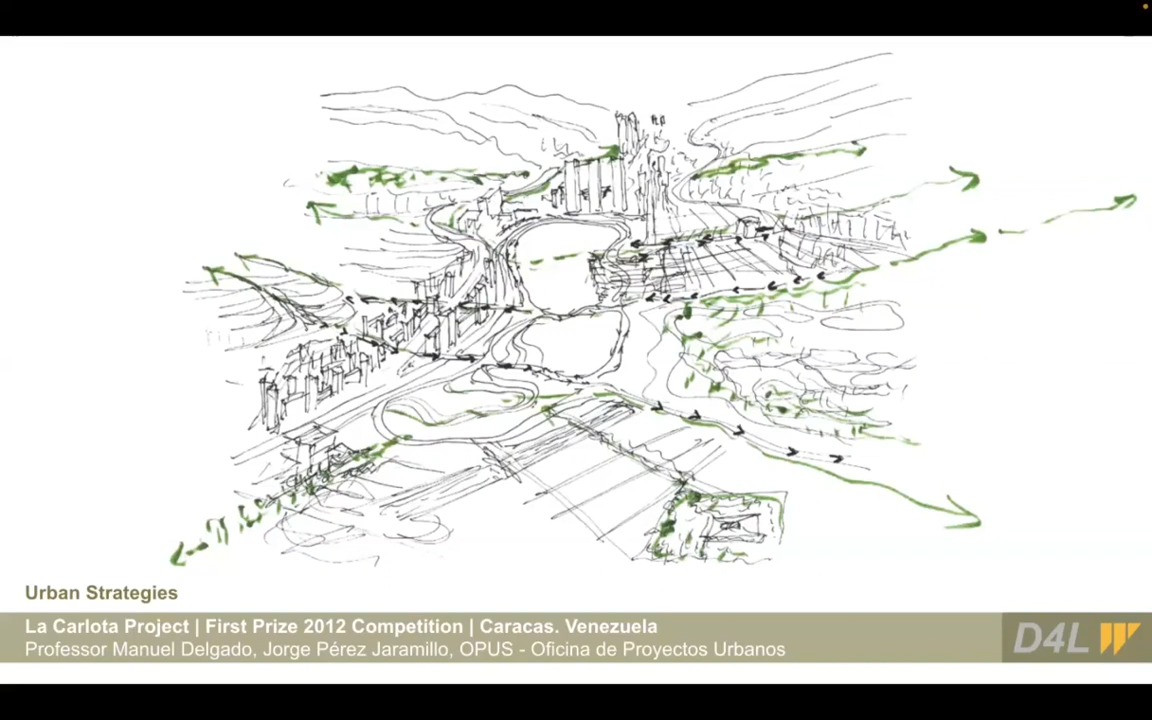 Urban Strategies
La Carlota Project | First Prize 2012 Competition | Caracas. Venezuela
Professor Manuel Delgado, Jorge Pérez Jaramillo, OPUS - Oficina de Proyectos Urbanos
D4L